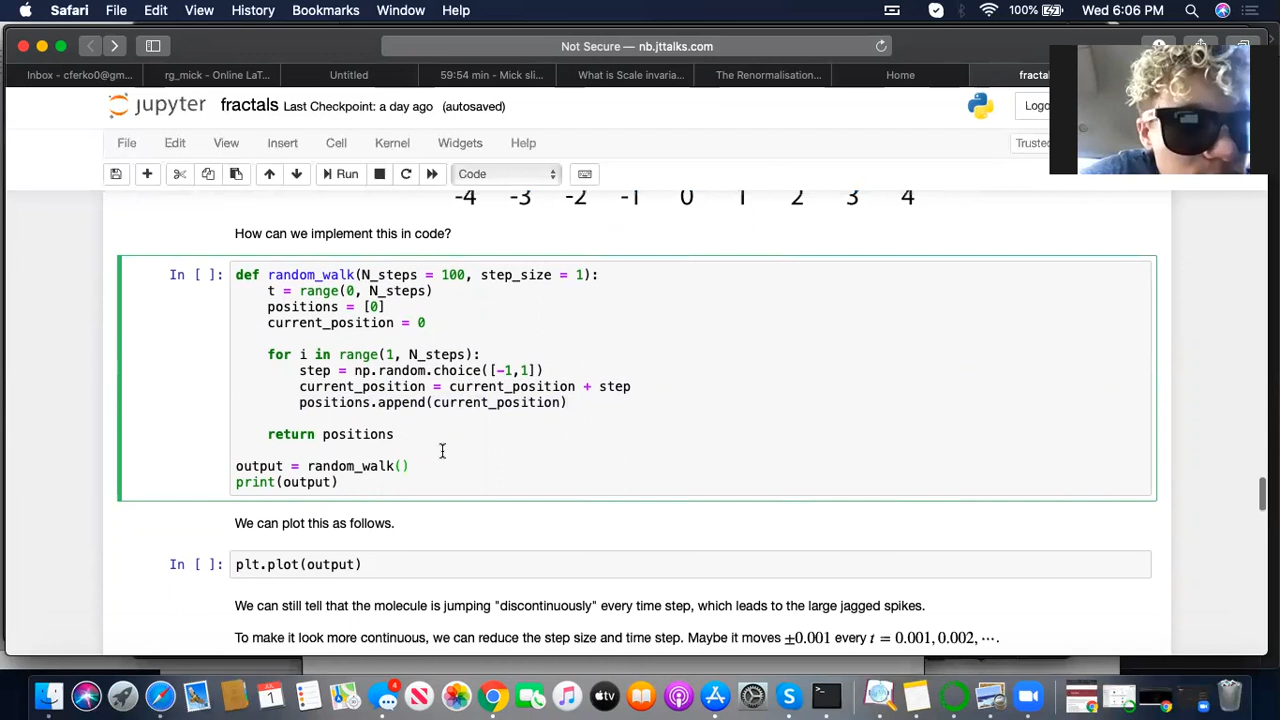 Safari File Edit View History Bookmarks Window Help 100% Wed 6:06 PM
Not Secure — nb.jttalks.com
Inbox - cferko0@gm... rg_mick - Online LaT... Untitled 59:54 min - Mick sli... What is Scale invaria... The Renormalisation... Home fractals
jupyter fractals Last Checkpoint: a day ago (autosaved)
File Edit View Insert Cell Kernel Widgets Help Trusted
Run Code
-4 -3 -2 -1 0 1 2 3 4
How can we implement this in code?
In [ ]: def random_walk(N_steps = 100, step_size = 1):
t = range(0, N_steps)
positions = [0]
current_position = 0
for i in range(1, N_steps):
step = np.random.choice([-1,1])
current_position = current_position + step
positions.append(current_position)
return positions
output = random_walk()
print(output)
We can plot this as follows.
In [ ]: plt.plot(output)
We can still tell that the molecule is jumping "discontinuously" every time step, which leads to the large jagged spikes.
To make it look more continuous, we can reduce the step size and time step. Maybe it moves ±0.001 every t = 0.001, 0.002, ⋯.